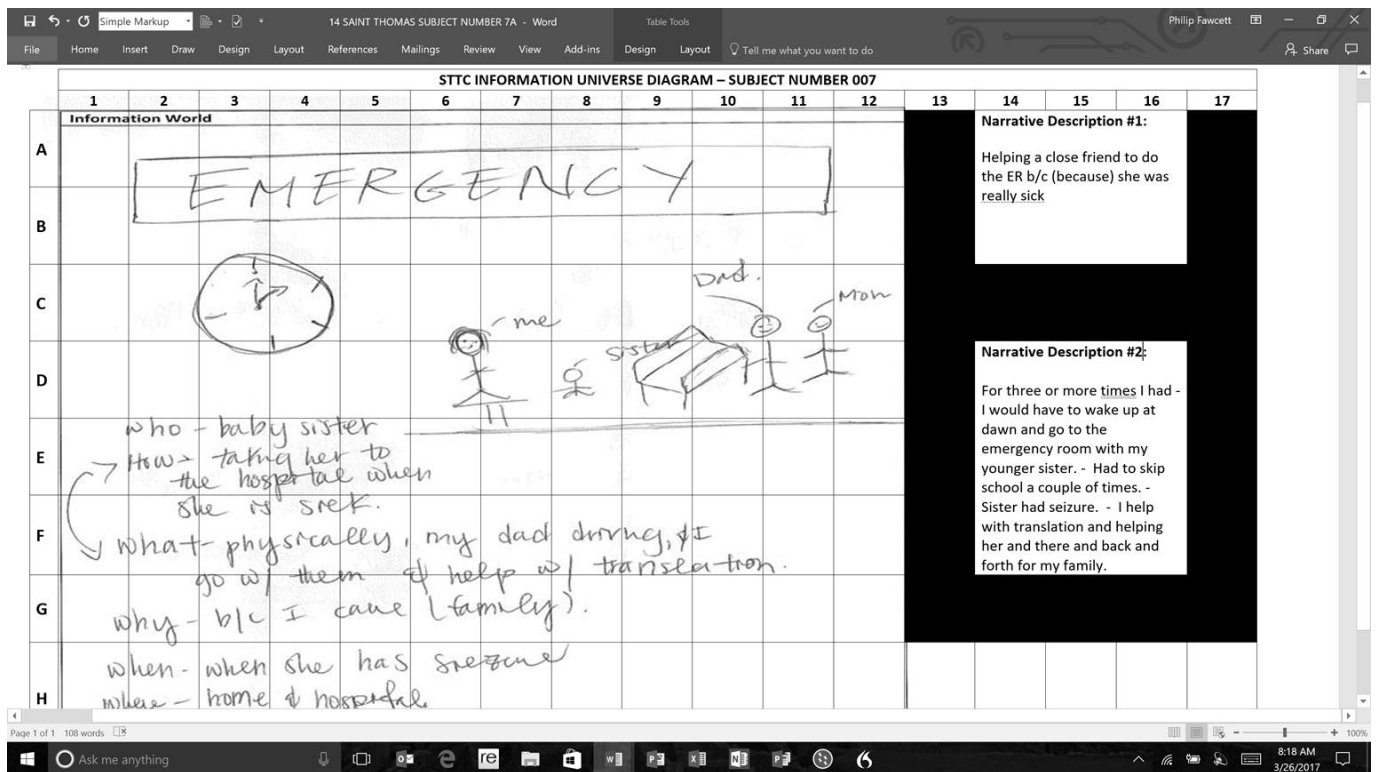 Simple Markup
14 SAINT THOMAS SUBJECT NUMBER 7A - Word
Table Tools
Philip Fawcett
File Home Insert Draw Design Layout References Mailings Review View Add-ins Design Layout Tell me what you want to do
Share
STTC INFORMATION UNIVERSE DIAGRAM – SUBJECT NUMBER 007
1 2 3 4 5 6 7 8 9 10 11 12 13 14 15 16 17
Information World
A
B
C
D
E
F
G
H
EMERGENCY
Dad.
Mom
me
sister
who - baby sister
How - taking her to
the hospital when
she is sick.
what - physically, my dad driving, & I
go w/ them & help w/ translation.
why - b/c I care (family).
when - when she has siezure
where - home & hospital
Narrative Description #1:
Helping a close friend to do
the ER b/c (because) she was
really sick
Narrative Description #2:
For three or more times I had -
I would have to wake up at
dawn and go to the
emergency room with my
younger sister. - Had to skip
school a couple of times. -
Sister had seizure. - I help
with translation and helping
her and there and back and
forth for my family.
Page 1 of 1 108 words
100%
Ask me anything
re
8:18 AM
3/26/2017